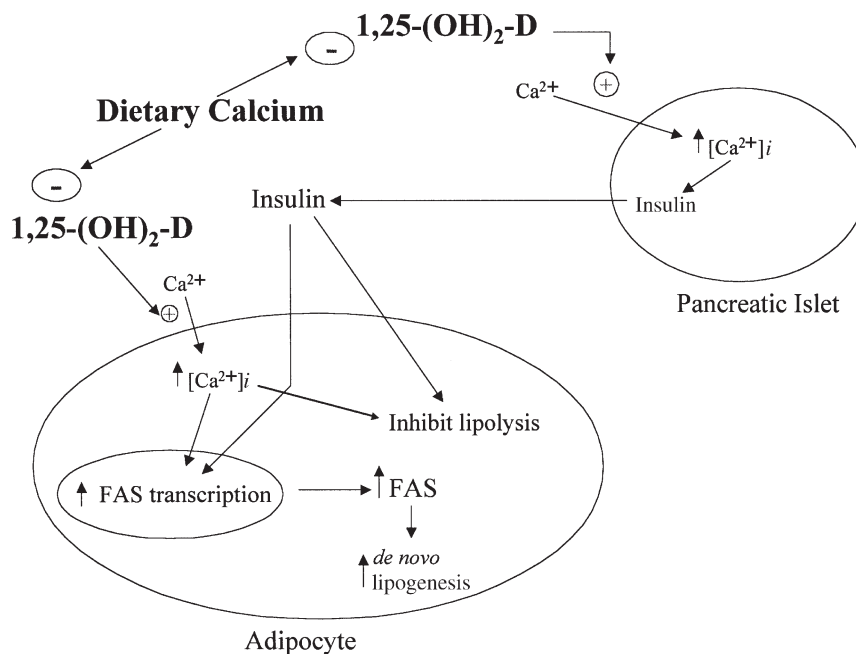 1,25-(OH)₂-D
-
+
Ca²⁺
Dietary Calcium
↑[Ca²⁺]i
-
Insulin
Insulin
1,25-(OH)₂-D
Pancreatic Islet
Ca²⁺
+
↑[Ca²⁺]i
Inhibit lipolysis
↑ FAS transcription
↑FAS
↑ de novo
lipogenesis
Adipocyte